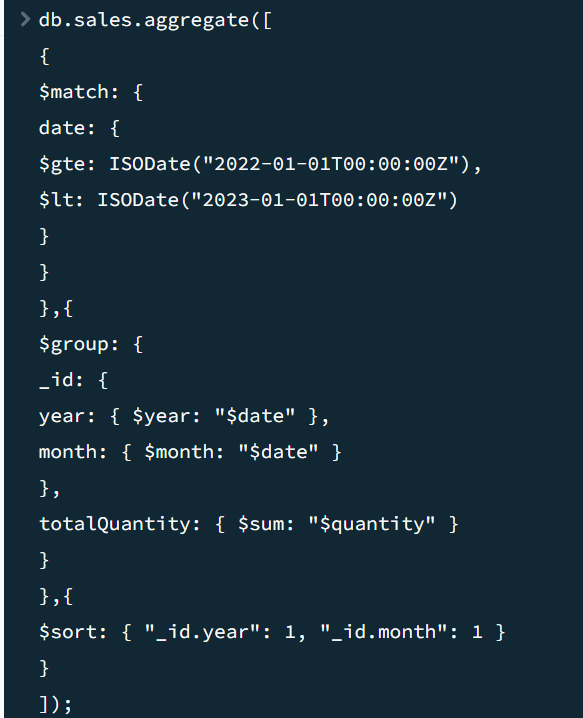 > db.sales.aggregate([
{
$match: {
date: {
$gte: ISODate("2022-01-01T00:00:00Z"),
$lt: ISODate("2023-01-01T00:00:00Z")
}
}
},{
$group: {
_id: {
year: { $year: "$date" },
month: { $month: "$date" }
},
totalQuantity: { $sum: "$quantity" }
}
},{
$sort: { "_id.year": 1, "_id.month": 1 }
}
]);